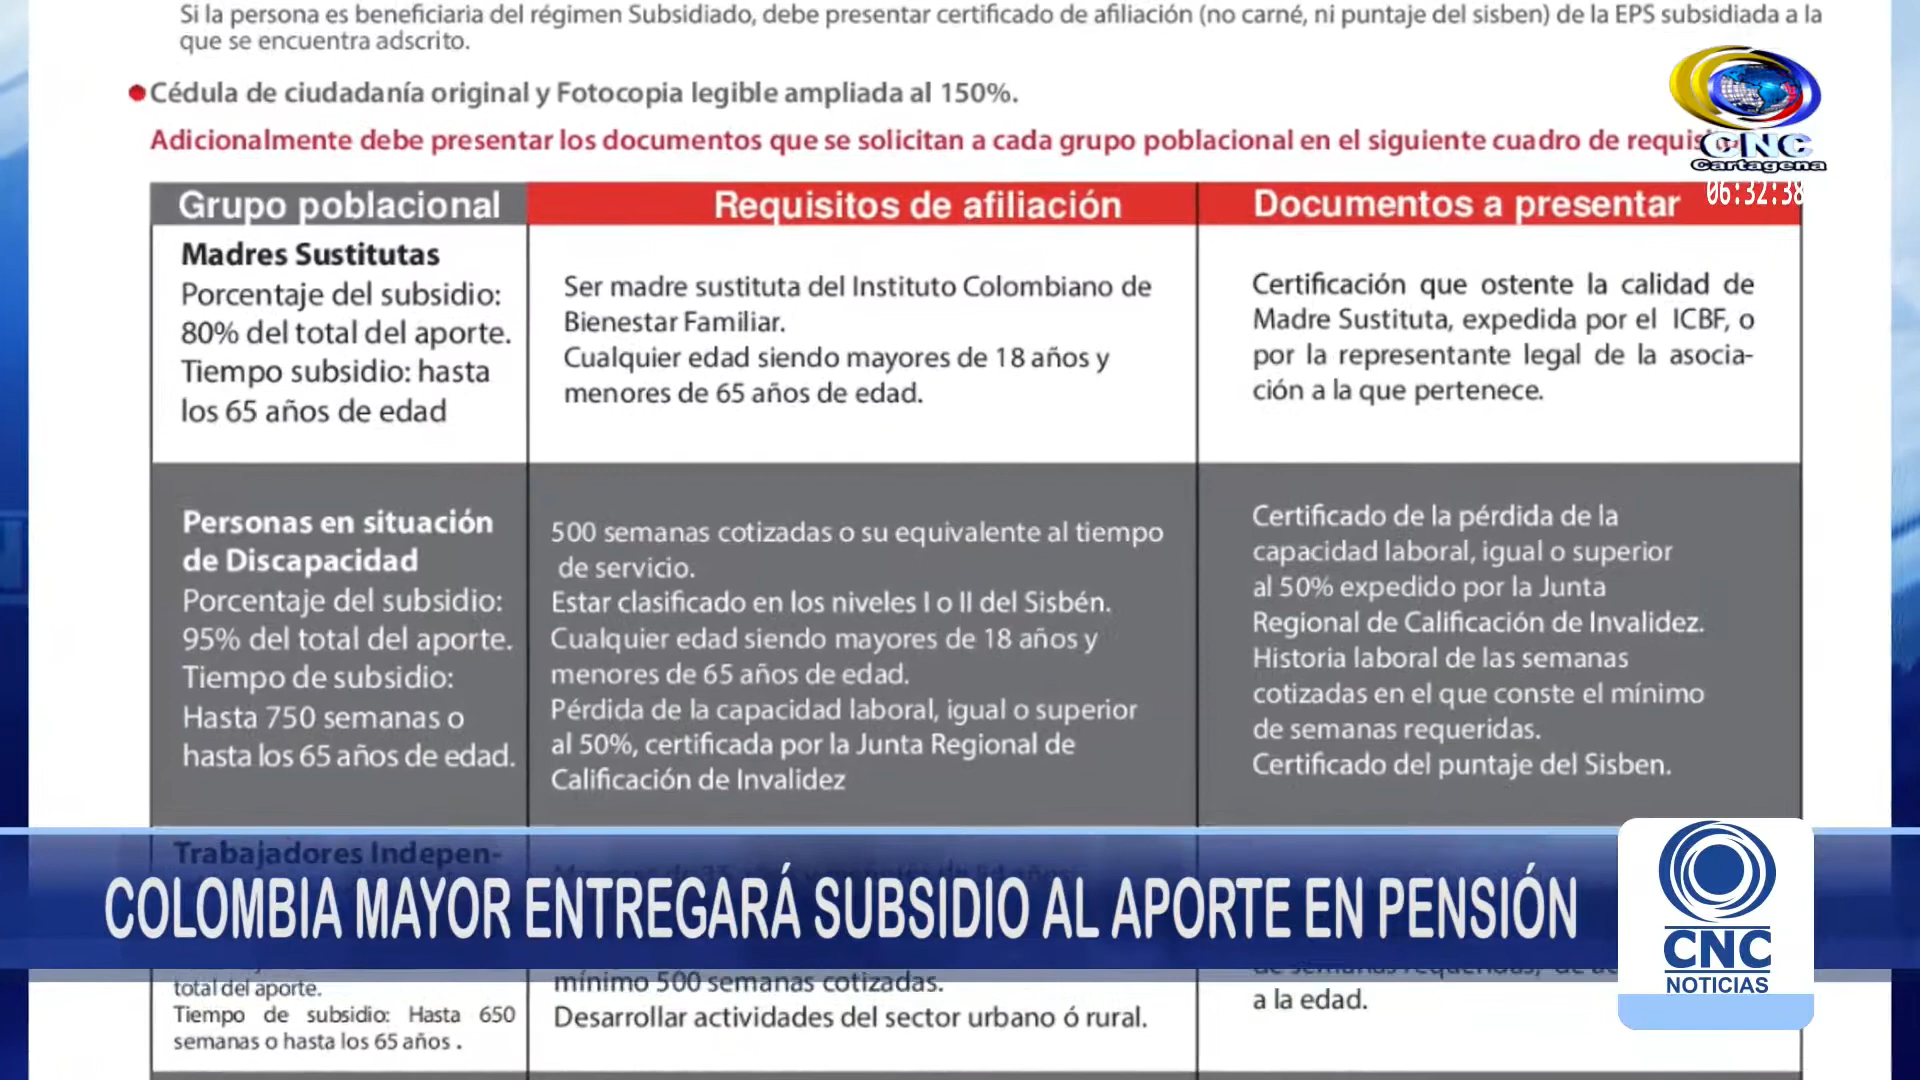 Si la persona es beneficiaria del régimen Subsidiado, debe presentar certificado de afiliación (no carné, ni puntaje del sisben) de la EPS subsidiada a la
que se encuentra adscrito.
Cédula de ciudadanía original y Fotocopia legible ampliada al 150%.
Adicionalmente debe presentar los documentos que se solicitan a cada grupo poblacional en el siguiente cuadro de
CNC
Cartagena
06:32:38
Grupo poblacional
Requisitos de afiliación
Documentos a presentar
Madres Sustitutas
Porcentaje del subsidio:
80% del total del aporte.
Tiempo subsidio: hasta
los 65 años de edad
Ser madre sustituta del Instituto Colombiano de
Bienestar Familiar.
Cualquier edad siendo mayores de 18 años y
menores de 65 años de edad.
Certificación que ostente la calidad de
Madre Sustituta, expedida por el ICBF, o
por la representante legal de la asocia-
ción a la que pertenece.
Personas en situación
de Discapacidad
Porcentaje del subsidio:
95% del total del aporte.
Tiempo de subsidio:
Hasta 750 semanas o
hasta los 65 años de edad.
500 semanas cotizadas o su equivalente al tiempo
de servicio.
Estar clasificado en los niveles I o II del Sisbén.
Cualquier edad siendo mayores de 18 años y
menores de 65 años de edad.
Pérdida de la capacidad laboral, igual o superior
al 50%, certificada por la Junta Regional de
Calificación de Invalidez
Certificado de la pérdida de la
capacidad laboral, igual o superior
al 50% expedido por la Junta
Regional de Calificación de Invalidez.
Historia laboral de las semanas
cotizadas en el que conste el mínimo
de semanas requeridas.
Certificado del puntaje del Sisben.
Trabajadores Indepen-
total del aporte.
Tiempo de subsidio: Hasta 650
semanas o hasta los 65 años .
mínimo 500 semanas cotizadas.
Desarrollar actividades del sector urbano ó rural.
de semanas requeridas,
a la edad.
COLOMBIA MAYOR ENTREGARÁ SUBSIDIO AL APORTE EN PENSIÓN
CNC
NOTICIAS